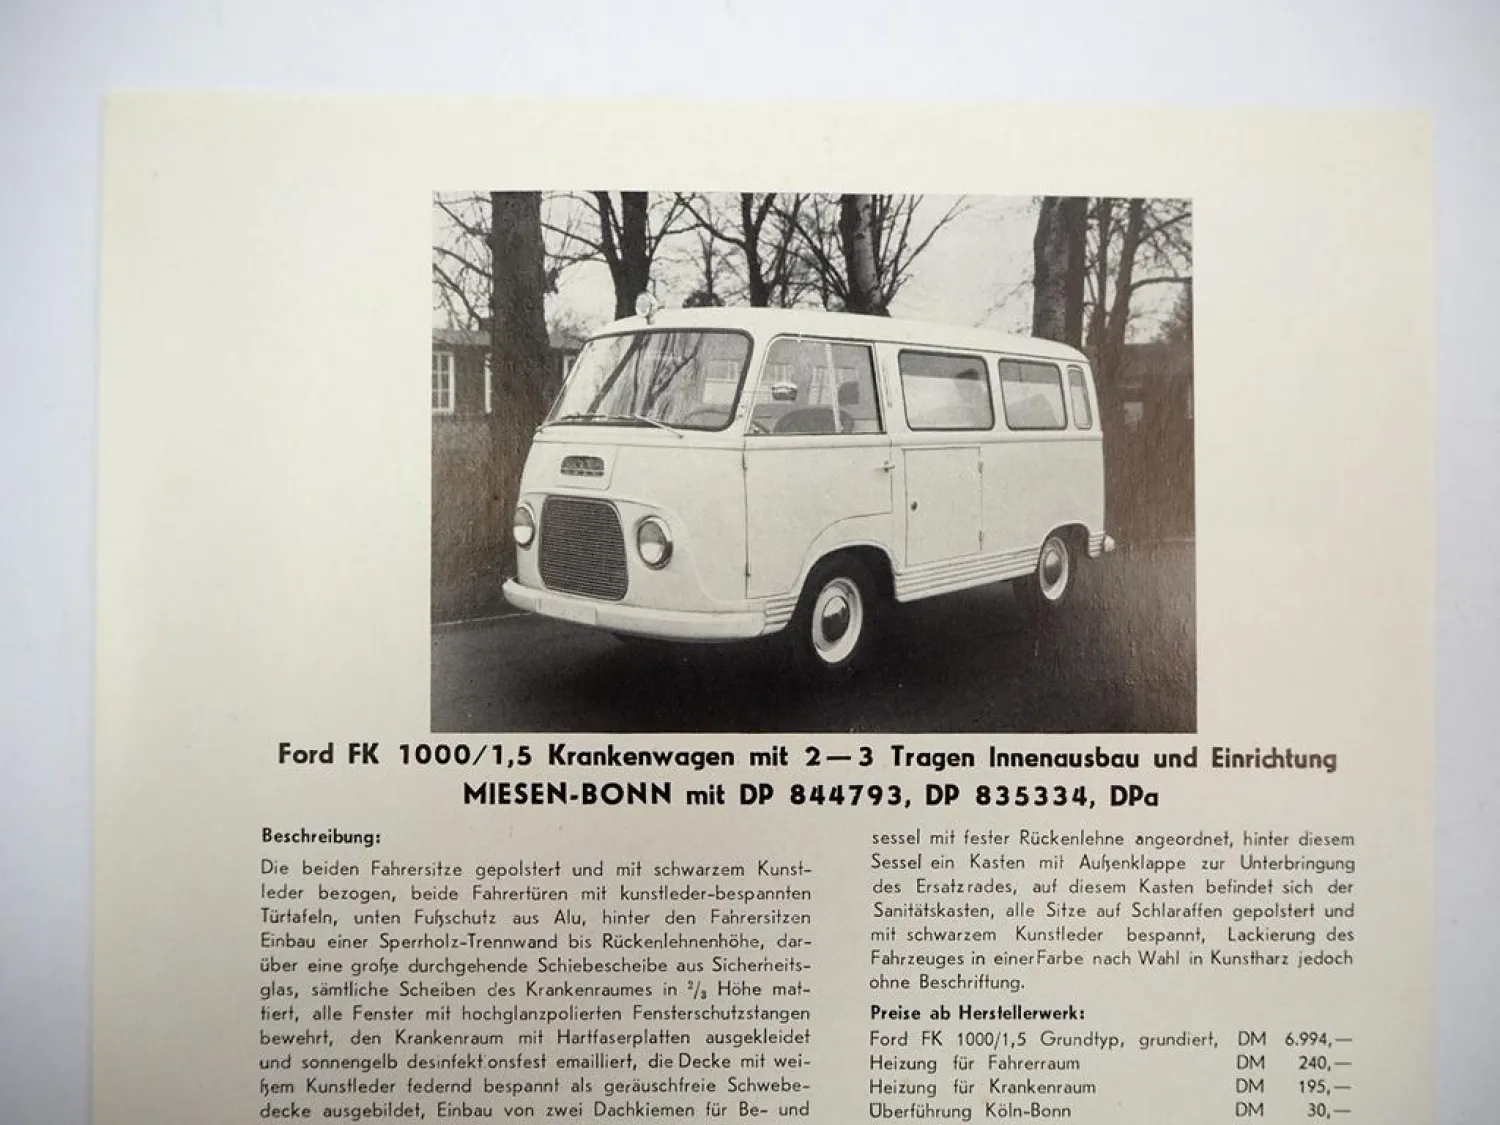 Ford FK 1000/1,5 Krankenwagen mit 2—3 Tragen Innenausbau und Einrichtung
MIESEN-BONN mit DP 844793, DP 835334, DPa
Beschreibung:
Die beiden Fahrersitze gepolstert und mit schwarzem Kunst-
leder bezogen, beide Fahrertüren mit kunstleder-bespannten
Türtafeln, unten Fußschutz aus Alu, hinter den Fahrersitzen
Einbau einer Sperrholz-Trennwand bis Rückenlehnenhöhe, dar-
über eine große durchgehende Schiebescheibe aus Sicherheits-
glas, sämtliche Scheiben des Krankenraumes in ²/₃ Höhe mat-
tiert, alle Fenster mit hochglanzpolierten Fensterschutzstangen
bewehrt, den Krankenraum mit Hartfaserplatten ausgekleidet
und sonnengelb desinfektionsfest emailliert, die Decke mit wei-
ßem Kunstleder federnd bespannt als geräuschfreie Schwebe-
decke ausgebildet, Einbau von zwei Dachkiemen für Be- und
sessel mit fester Rückenlehne angeordnet, hinter diesem
Sessel ein Kasten mit Außenklappe zur Unterbringung
des Ersatzrades, auf diesem Kasten befindet sich der
Sanitätskasten, alle Sitze auf Schlaraffen gepolstert und
mit schwarzem Kunstleder bespannt, Lackierung des
Fahrzeuges in einer Farbe nach Wahl in Kunstharz jedoch
ohne Beschriftung.
Preise ab Herstellerwerk:
Ford FK 1000/1,5 Grundtyp, grundiert, DM 6.994,—
Heizung für Fahrerraum DM 240,—
Heizung für Krankenraum DM 195,—
Überführung Köln-Bonn DM 30,—